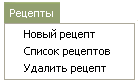 Рецепты
Новый рецепт
Список рецептов
Удалить рецепт